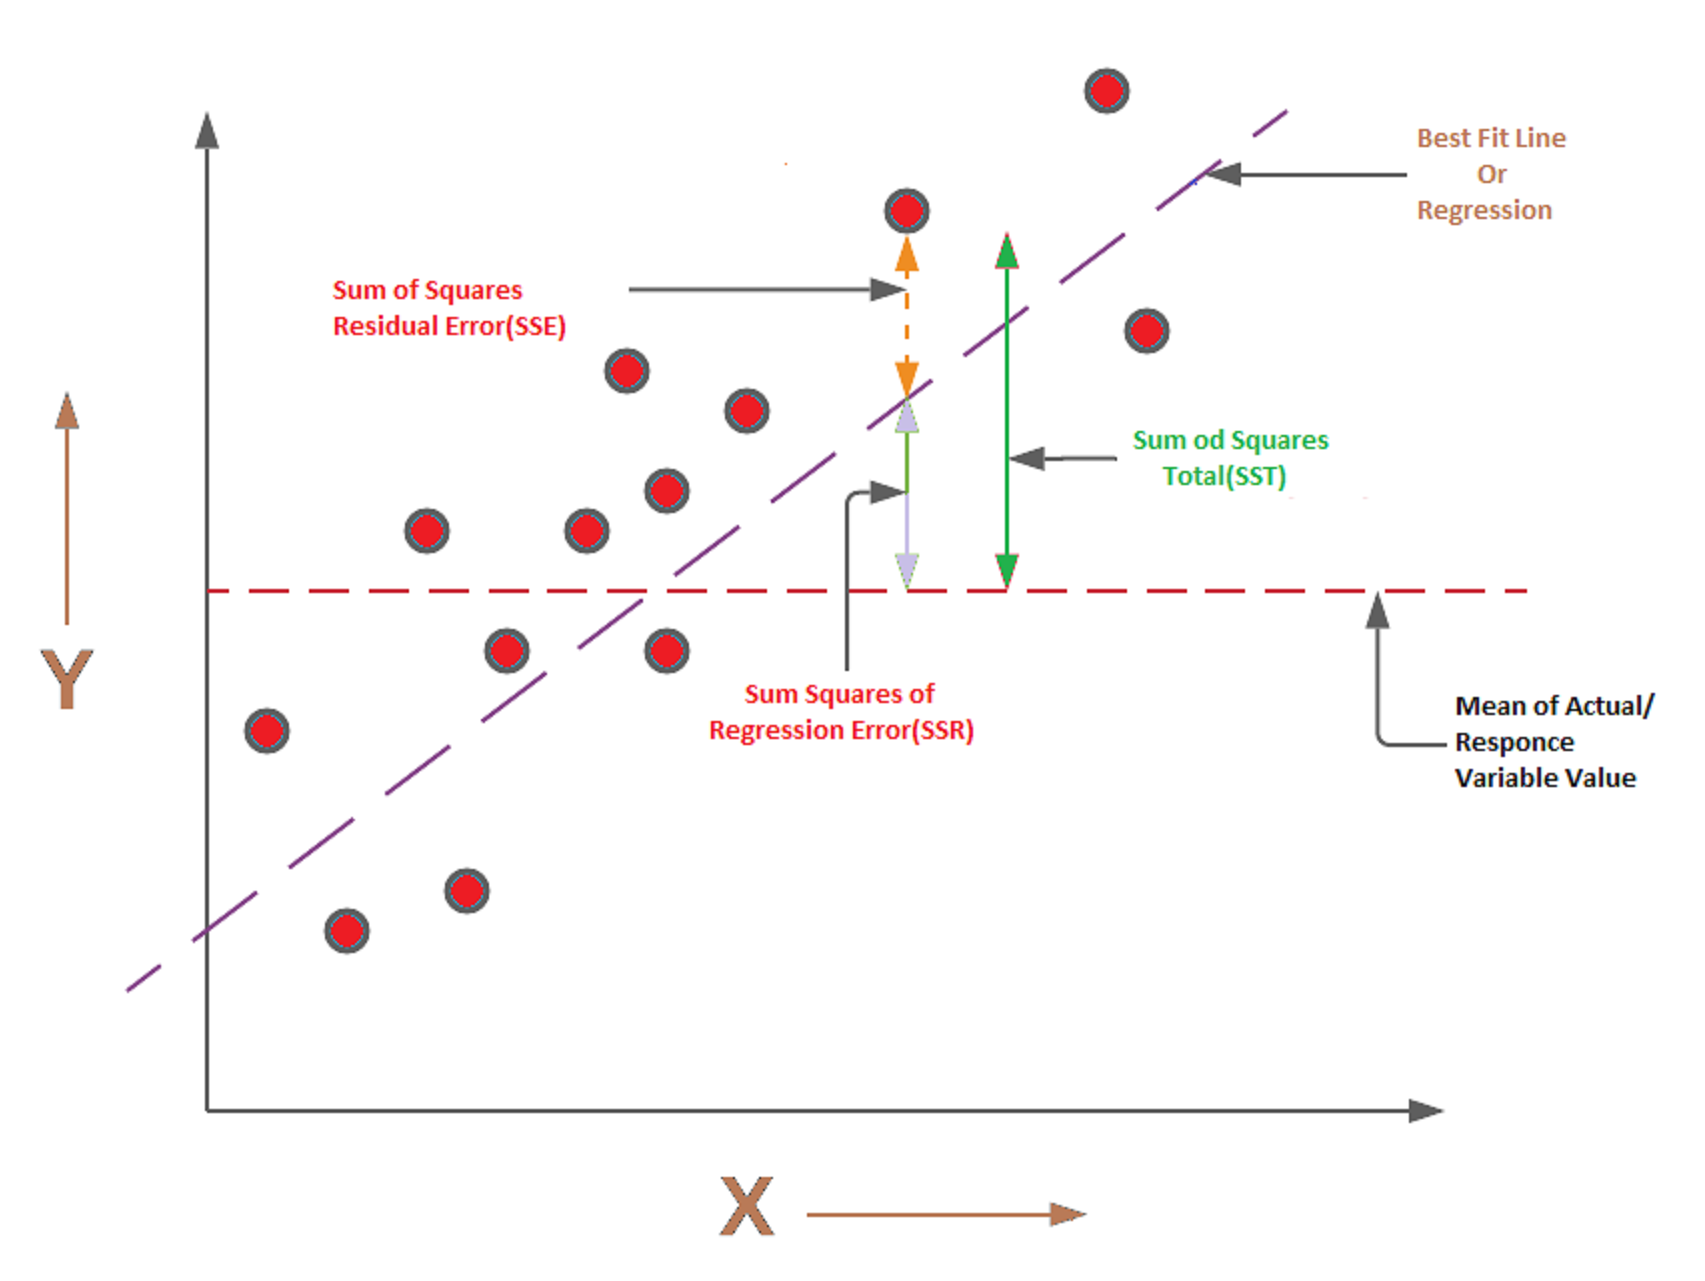 Best Fit Line
Or
Regression
Sum of Squares
Residual Error(SSE)
Sum od Squares
Total(SST)
Y
Sum Squares of
Regression Error(SSR)
Mean of Actual/
Responce
Variable Value
X